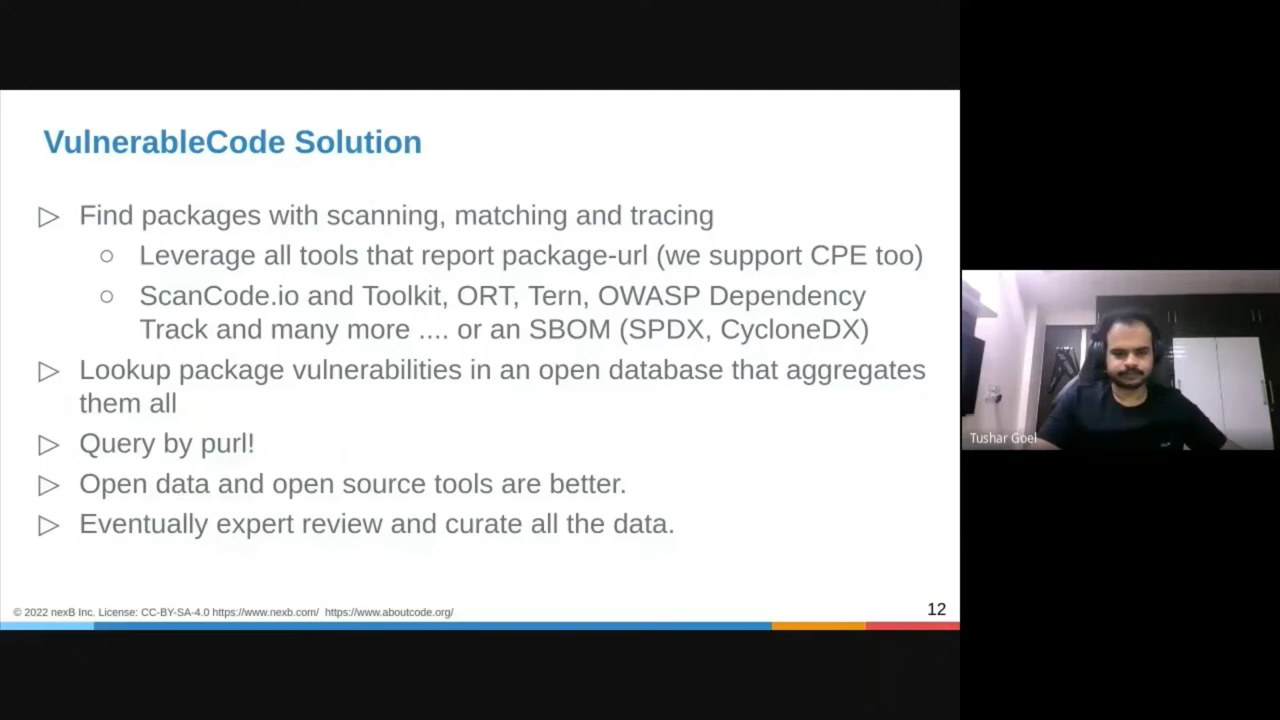 VulnerableCode Solution
▷ Find packages with scanning, matching and tracing
○ Leverage all tools that report package-url (we support CPE too)
○ ScanCode.io and Toolkit, ORT, Tern, OWASP Dependency
Track and many more .... or an SBOM (SPDX, CycloneDX)
▷ Lookup package vulnerabilities in an open database that aggregates
them all
▷ Query by purl!
▷ Open data and open source tools are better.
▷ Eventually expert review and curate all the data.
© 2022 nexB Inc. License: CC-BY-SA-4.0 https://www.nexb.com/ https://www.aboutcode.org/
12
Tushar Goel